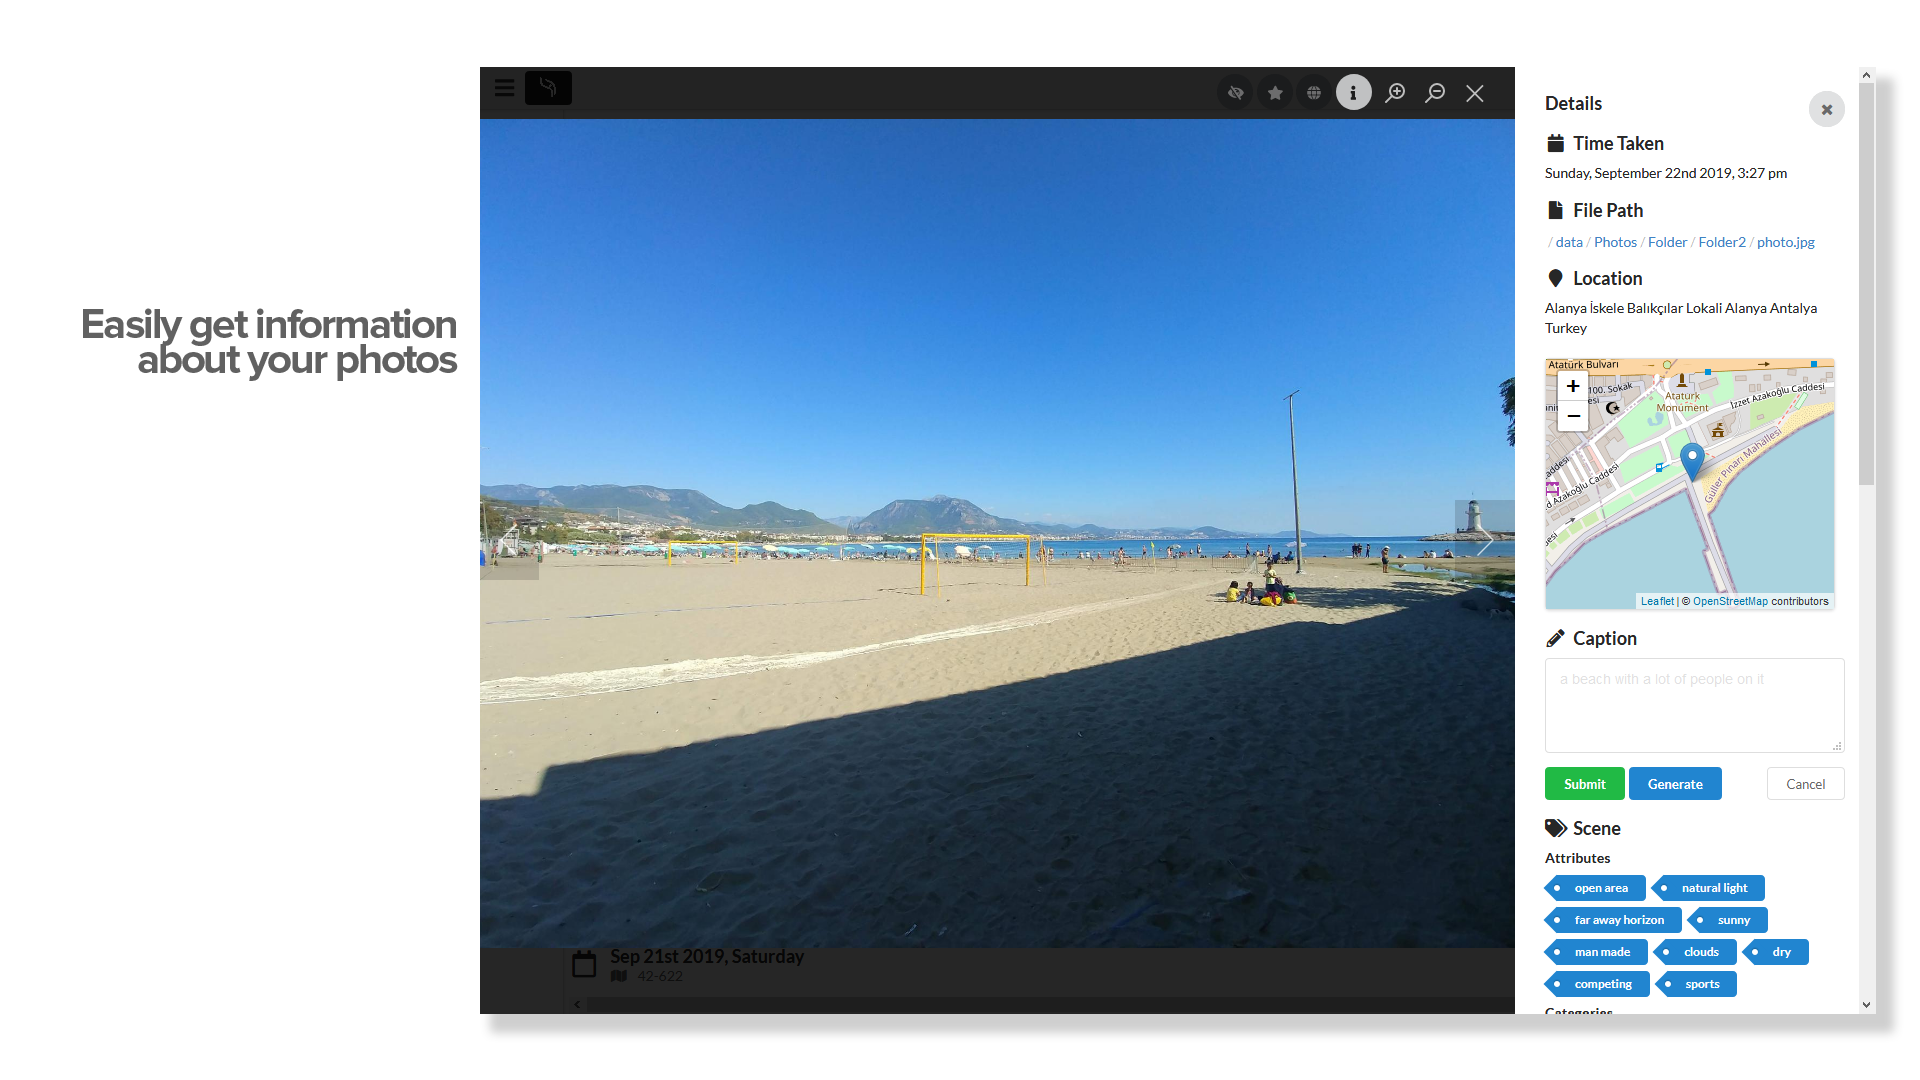 Easily get information
about your photos
Details
Time Taken
Sunday, September 22nd 2019, 3:27 pm
File Path
/ data / Photos / Folder / Folder2 / photo.jpg
Location
Alanya İskele Balıkçılar Lokali Alanya Antalya
Turkey
Atatürk Bulvarı
+
100. Sokak
−
Atatürk
Monument
İzzet Azakoğlu Caddesi
Güller Pınarı Mahallesi
Azakoğlu Caddesi
Leaflet | © OpenStreetMap contributors
Caption
a beach with a lot of people on it
Submit
Generate
Cancel
Scene
Attributes
open area
natural light
far away horizon
sunny
man made
clouds
dry
competing
sports
Categories
Sep 21st 2019, Saturday
42-622